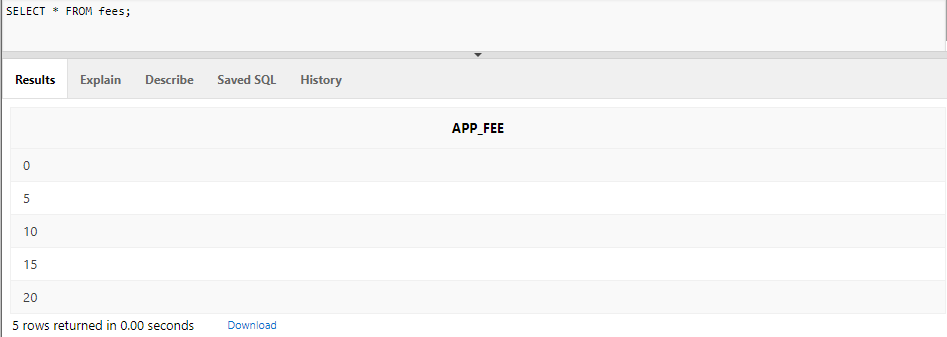 SELECT * FROM fees;
Results Explain Describe Saved SQL History
APP_FEE
0
5
10
15
20
5 rows returned in 0.00 seconds Download